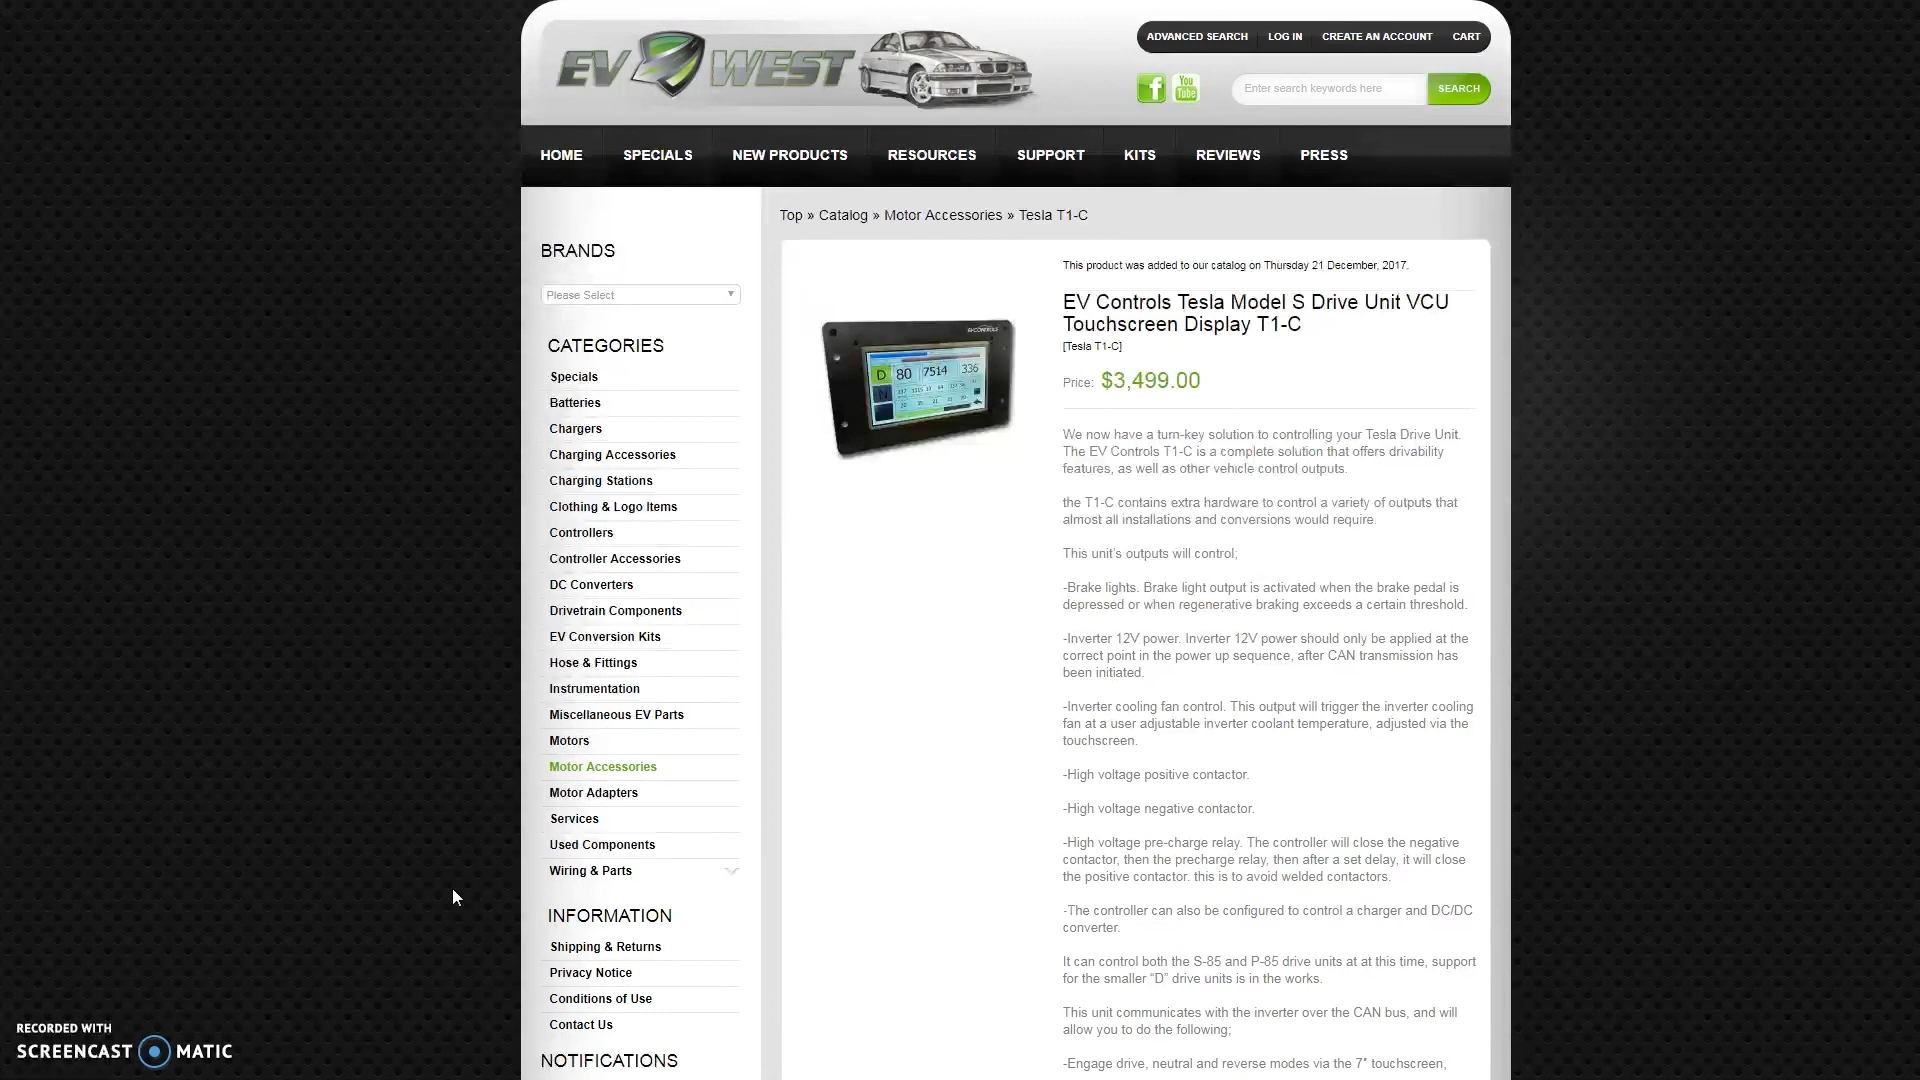 EV WEST
ADVANCED SEARCH LOG IN CREATE AN ACCOUNT CART
f You Tube
Enter search keywords here SEARCH
HOME SPECIALS NEW PRODUCTS RESOURCES SUPPORT KITS REVIEWS PRESS
Top » Catalog » Motor Accessories » Tesla T1-C
BRANDS
Please Select
CATEGORIES
Specials
Batteries
Chargers
Charging Accessories
Charging Stations
Clothing & Logo Items
Controllers
Controller Accessories
DC Converters
Drivetrain Components
EV Conversion Kits
Hose & Fittings
Instrumentation
Miscellaneous EV Parts
Motors
Motor Accessories
Motor Adapters
Services
Used Components
Wiring & Parts
INFORMATION
Shipping & Returns
Privacy Notice
Conditions of Use
Contact Us
NOTIFICATIONS
EVCONTROLS
D 80 7514 336
N
This product was added to our catalog on Thursday 21 December, 2017.
EV Controls Tesla Model S Drive Unit VCU
Touchscreen Display T1-C
[Tesla T1-C]
Price: $3,499.00
We now have a turn-key solution to controlling your Tesla Drive Unit.
The EV Controls T1-C is a complete solution that offers drivability
features, as well as other vehicle control outputs.
the T1-C contains extra hardware to control a variety of outputs that
almost all installations and conversions would require.
This unit's outputs will control;
-Brake lights. Brake light output is activated when the brake pedal is
depressed or when regenerative braking exceeds a certain threshold.
-Inverter 12V power. Inverter 12V power should only be applied at the
correct point in the power up sequence, after CAN transmission has
been initiated.
-Inverter cooling fan control. This output will trigger the inverter cooling
fan at a user adjustable inverter coolant temperature, adjusted via the
touchscreen.
-High voltage positive contactor.
-High voltage negative contactor.
-High voltage pre-charge relay. The controller will close the negative
contactor, then the precharge relay, then after a set delay, it will close
the positive contactor. this is to avoid welded contactors.
-The controller can also be configured to control a charger and DC/DC
converter.
It can control both the S-85 and P-85 drive units at at this time, support
for the smaller “D” drive units is in the works.
This unit communicates with the inverter over the CAN bus, and will
allow you to do the following;
-Engage drive, neutral and reverse modes via the 7" touchscreen,
RECORDED WITH
SCREENCAST MATIC